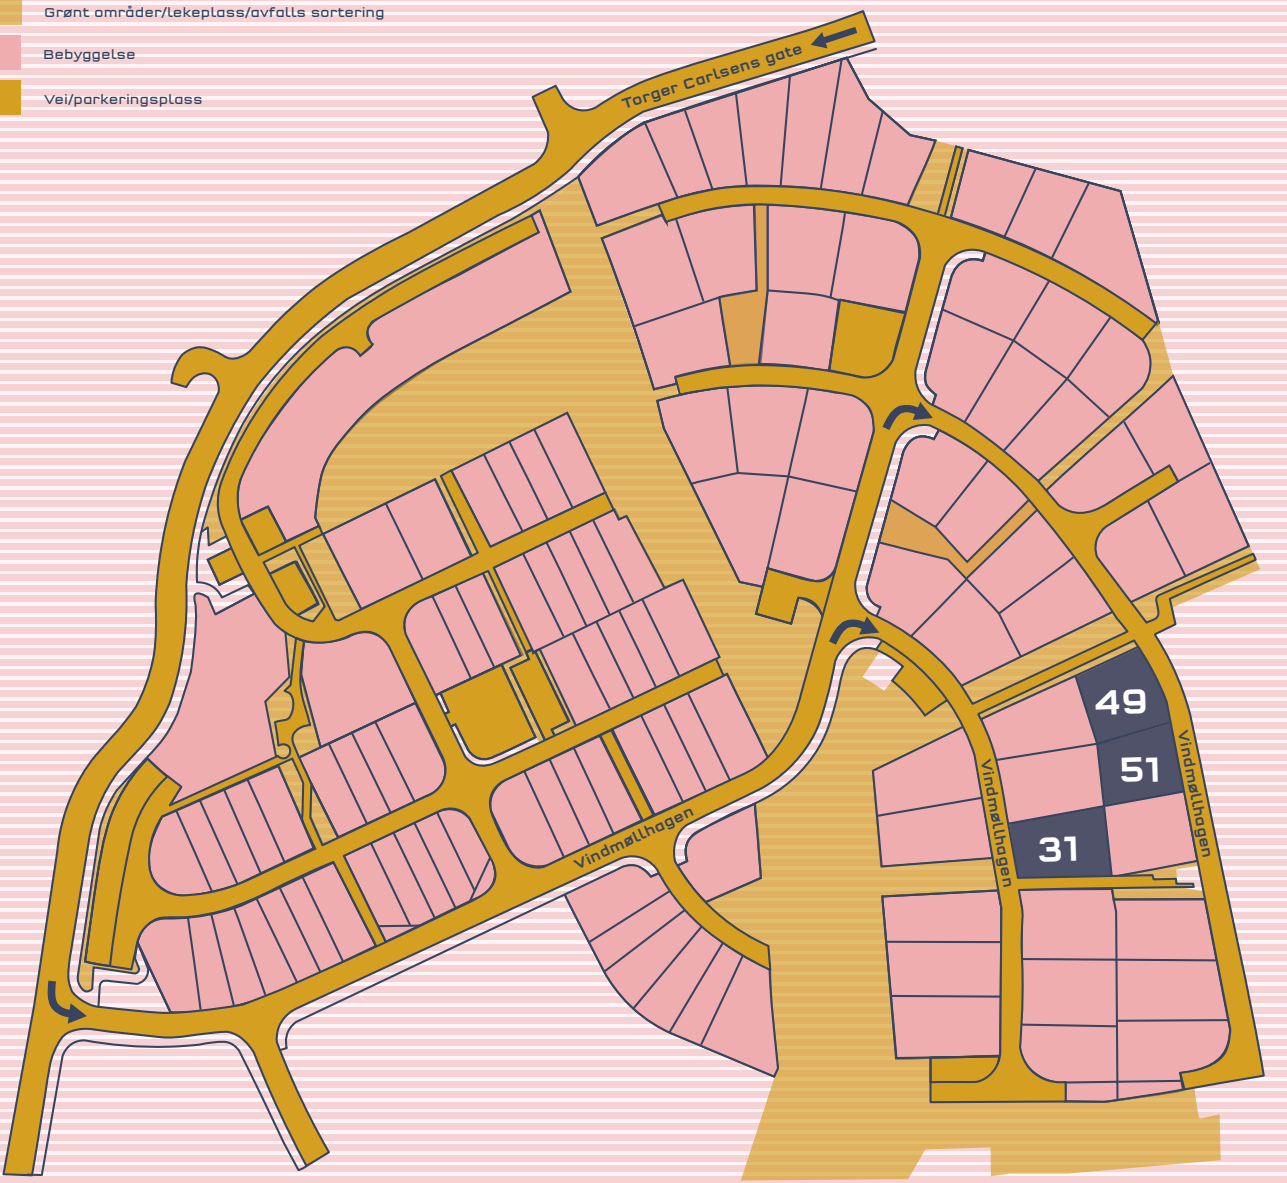 Grønt områder/lekeplass/avfalls sortering
Bebyggelse
Vei/parkeringsplass
Torger Carlsens gate
49
51
31
Vindmøllhagen
Vindmøllhagen
Vindmøllhagen